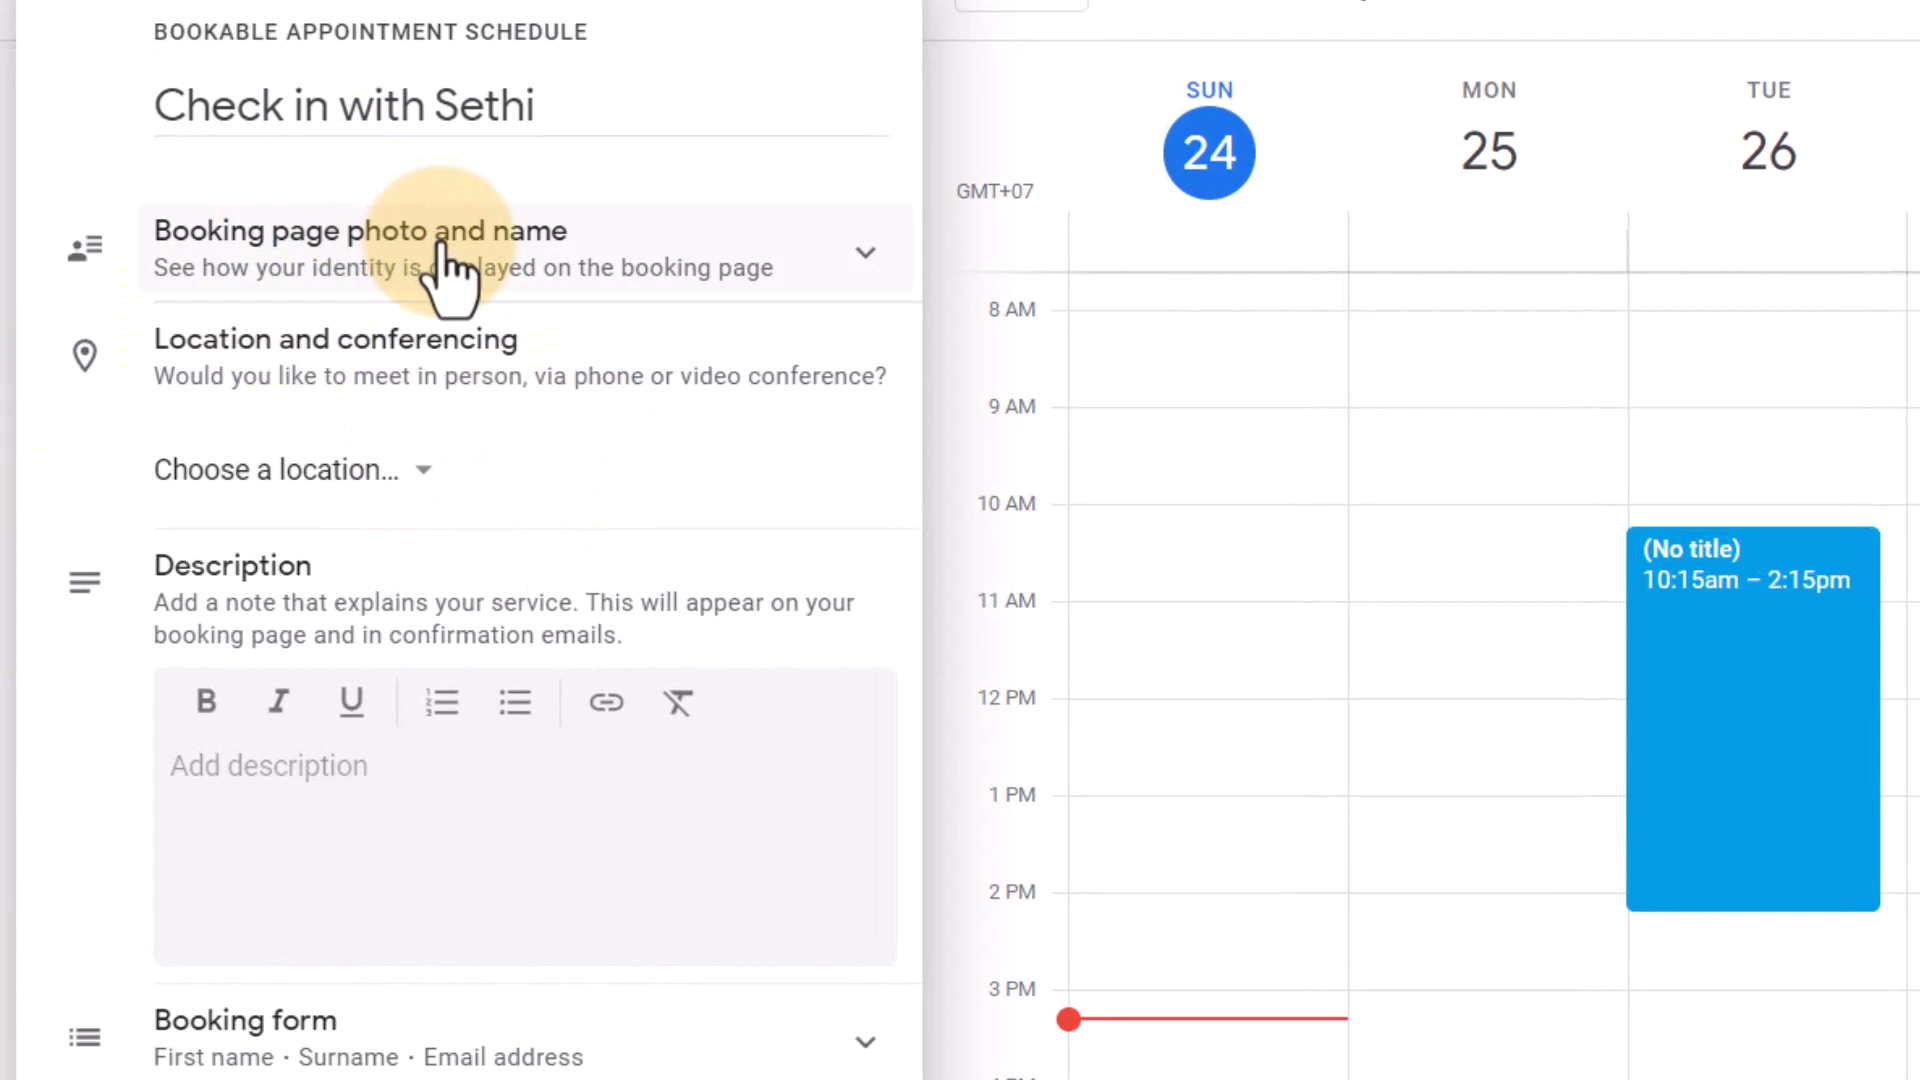 BOOKABLE APPOINTMENT SCHEDULE
Check in with Sethi
Booking page photo and name
See how your identity is displayed on the booking page
Location and conferencing
Would you like to meet in person, via phone or video conference?
Choose a location...
Description
Add a note that explains your service. This will appear on your
booking page and in confirmation emails.
B I U
Add description
Booking form
First name · Surname · Email address
SUN MON TUE
24 25 26
GMT+07
8 AM
9 AM
10 AM
(No title)
10:15am – 2:15pm
11 AM
12 PM
1 PM
2 PM
3 PM